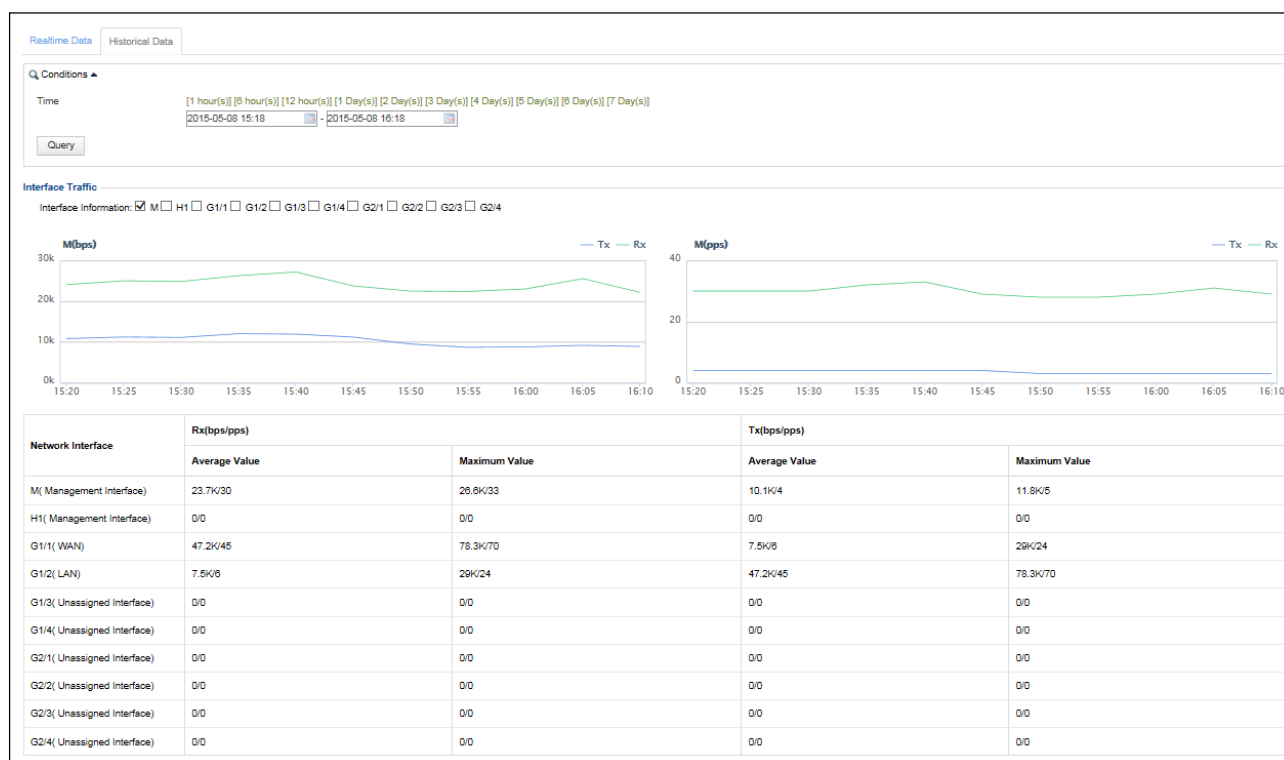 Realtime Data Historical Data
Conditions
Time [1 hour(s)] [6 hour(s)] [12 hour(s)] [1 Day(s)] [2 Day(s)] [3 Day(s)] [4 Day(s)] [5 Day(s)] [6 Day(s)] [7 Day(s)]
2015-05-08 15:18 - 2015-05-08 16:18
Query
Interface Traffic
Interface Information: M H1 G1/1 G1/2 G1/3 G1/4 G2/1 G2/2 G2/3 G2/4
M(bps) Tx Rx
30k
20k
10k
0k
15:20 15:25 15:30 15:35 15:40 15:45 15:50 15:55 16:00 16:05 16:10
M(pps) Tx Rx
40
20
0
15:20 15:25 15:30 15:35 15:40 15:45 15:50 15:55 16:00 16:05 16:10
Network Interface Rx(bps/pps) Tx(bps/pps)
Average Value Maximum Value Average Value Maximum Value
M( Management Interface) 23.7K/30 26.6K/33 10.1K/4 11.8K/5
H1( Management Interface) 0/0 0/0 0/0 0/0
G1/1( WAN) 47.2K/45 78.3K/70 7.5K/6 29K/24
G1/2( LAN) 7.5K/6 29K/24 47.2K/45 78.3K/70
G1/3( Unassigned Interface) 0/0 0/0 0/0 0/0
G1/4( Unassigned Interface) 0/0 0/0 0/0 0/0
G2/1( Unassigned Interface) 0/0 0/0 0/0 0/0
G2/2( Unassigned Interface) 0/0 0/0 0/0 0/0
G2/3( Unassigned Interface) 0/0 0/0 0/0 0/0
G2/4( Unassigned Interface) 0/0 0/0 0/0 0/0